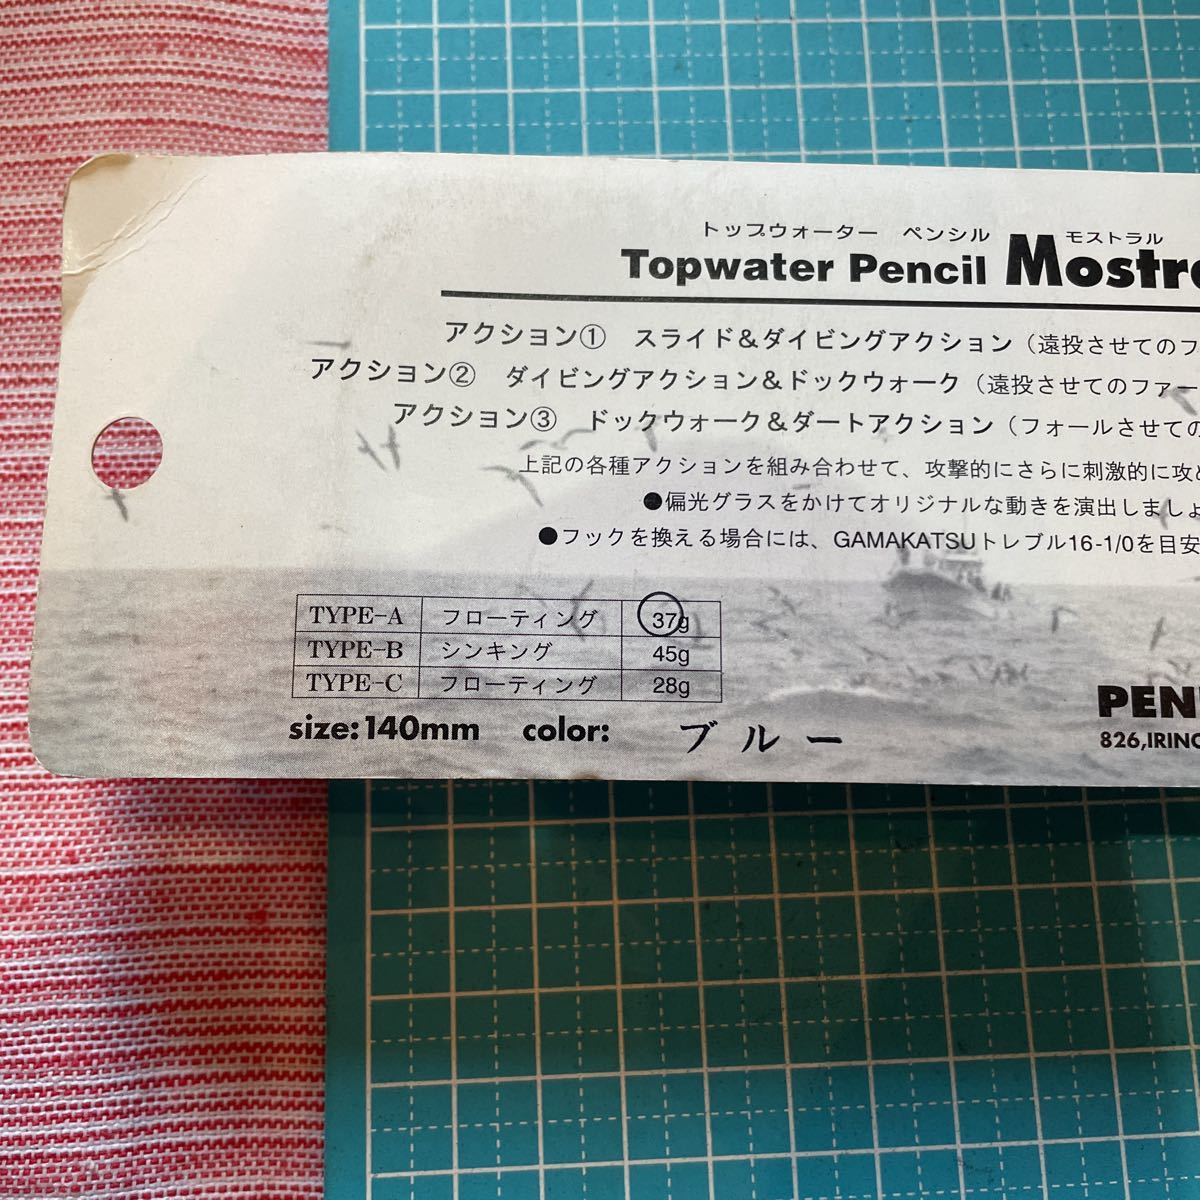 トップウォーター ペンシル モストラル
Topwater Pencil Mostra
アクション① スライド＆ダイビングアクション（遠投させてのフ
アクション② ダイビングアクション＆ドックウォーク（遠投させてのファー
アクション③ ドックウォーク＆ダートアクション（フォールさせての
上記の各種アクションを組み合わせて、攻撃的にさらに刺激的に攻
●偏光グラスをかけてオリジナルな動きを演出しましょ
●フックを換える場合には、GAMAKATSUトレブル16-1/0を目安
TYPE-A フローティング 37g
TYPE-B シンキング 45g
TYPE-C フローティング 28g
size:140mm color: ブルー
PEN
826,IRINO